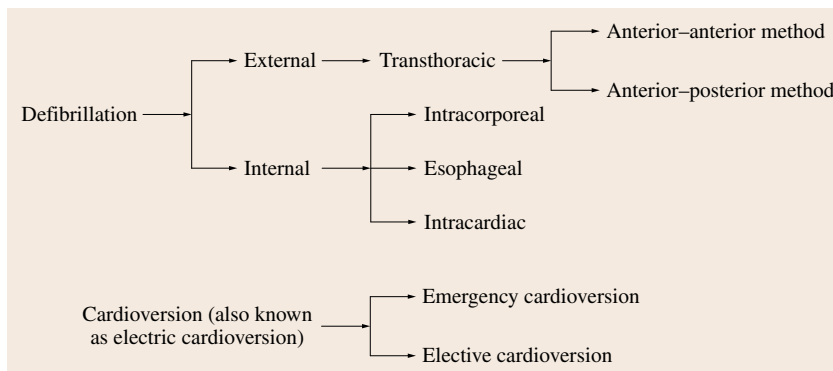 Anterior–anterior method
External
Transthoracic
Anterior–posterior method
Defibrillation
Intracorporeal
Internal
Esophageal
Intracardiac
Emergency cardioversion
Cardioversion (also known
as electric cardioversion)
Elective cardioversion